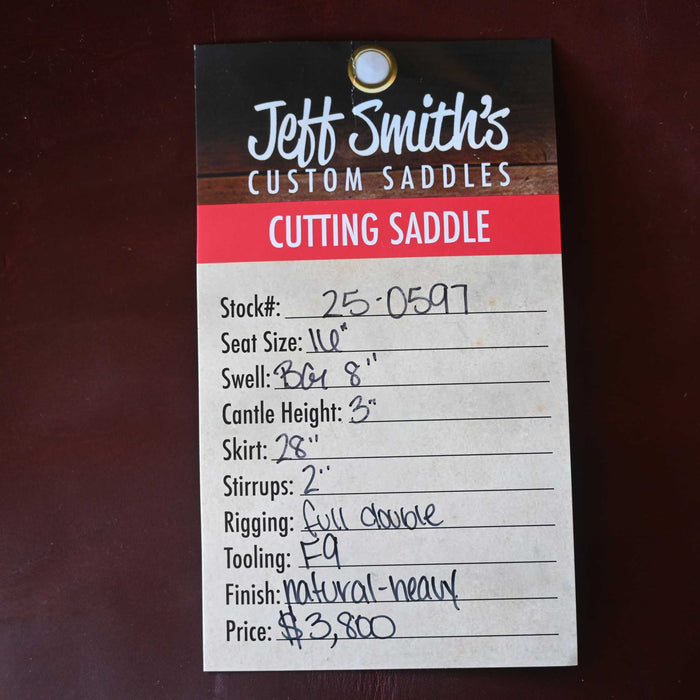 Jeff Smith's
CUSTOM SADDLES
CUTTING SADDLE
Stock#: 25-0597
Seat Size: 16"
Swell: BG 8"
Cantle Height: 3"
Skirt: 28"
Stirrups: 2"
Rigging: full double
Tooling: F9
Finish: natural-heavy
Price: $3,800